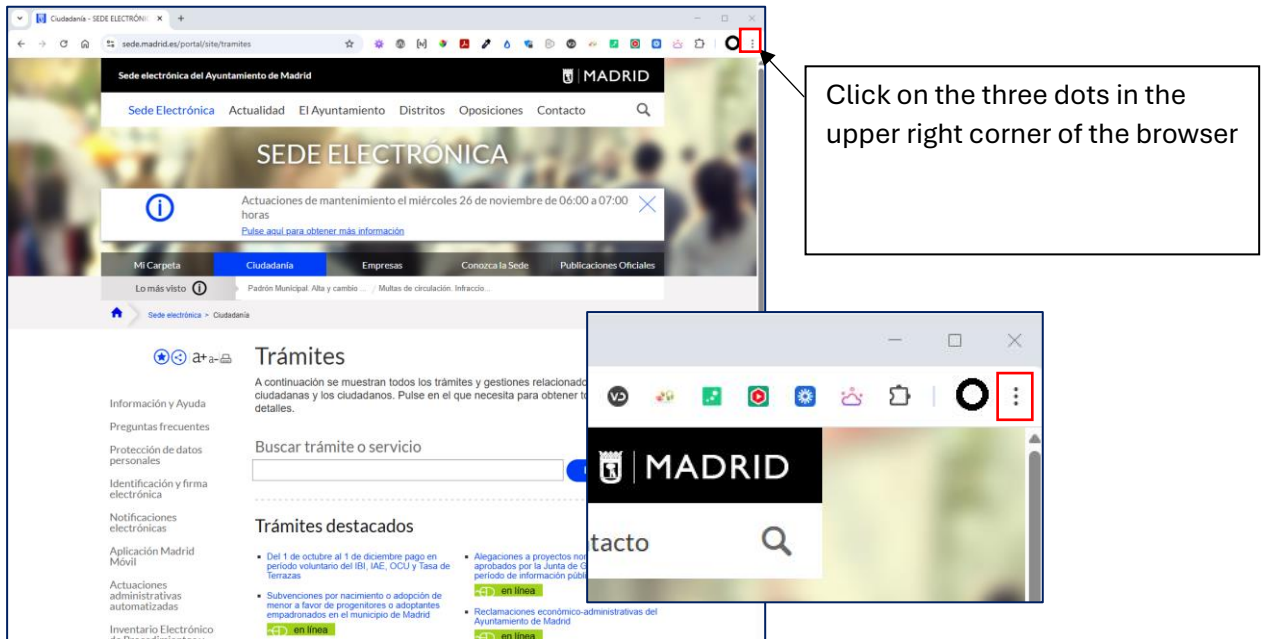 Ciudadanía - SEDE ELECTRÓNI
sede.madrid.es/portal/site/tramites
Sede electrónica del Ayuntamiento de Madrid
MADRID
Sede Electrónica Actualidad El Ayuntamiento Distritos Oposiciones Contacto
SEDE ELECTRÓNICA
Actuaciones de mantenimiento el miércoles 26 de noviembre de 06:00 a 07:00
horas
Pulse aquí para obtener más información
Mi Carpeta Ciudadanía Empresas Conozca la Sede Publicaciones Oficiales
Lo más visto Padrón Municipal. Alta y cambio ... / Multas de circulación. Infraccio...
Sede electrónica > Ciudadanía
a+ a-
Información y Ayuda
Preguntas frecuentes
Protección de datos
personales
Identificación y firma
electrónica
Notificaciones
electrónicas
Aplicación Madrid
Móvil
Actuaciones
administrativas
automatizadas
Inventario Electrónico
de Procedimientos y
Trámites
A continuación se muestran todos los trámites y gestiones relacionado
ciudadanas y los ciudadanos. Pulse en el que necesita para obtener to
detalles.
Buscar trámite o servicio
Trámites destacados
Del 1 de octubre al 1 de diciembre pago en
período voluntario del IBI, IAE, OCU y Tasa de
Terrazas
Subvenciones por nacimiento o adopción de
menor a favor de progenitores o adoptantes
empadronados en el municipio de Madrid
en línea
Alegaciones a proyectos nor
aprobados por la Junta de G
período de información públi
en línea
Reclamaciones económico-administrativas del
Ayuntamiento de Madrid
en línea
Click on the three dots in the
upper right corner of the browser
MADRID
tacto